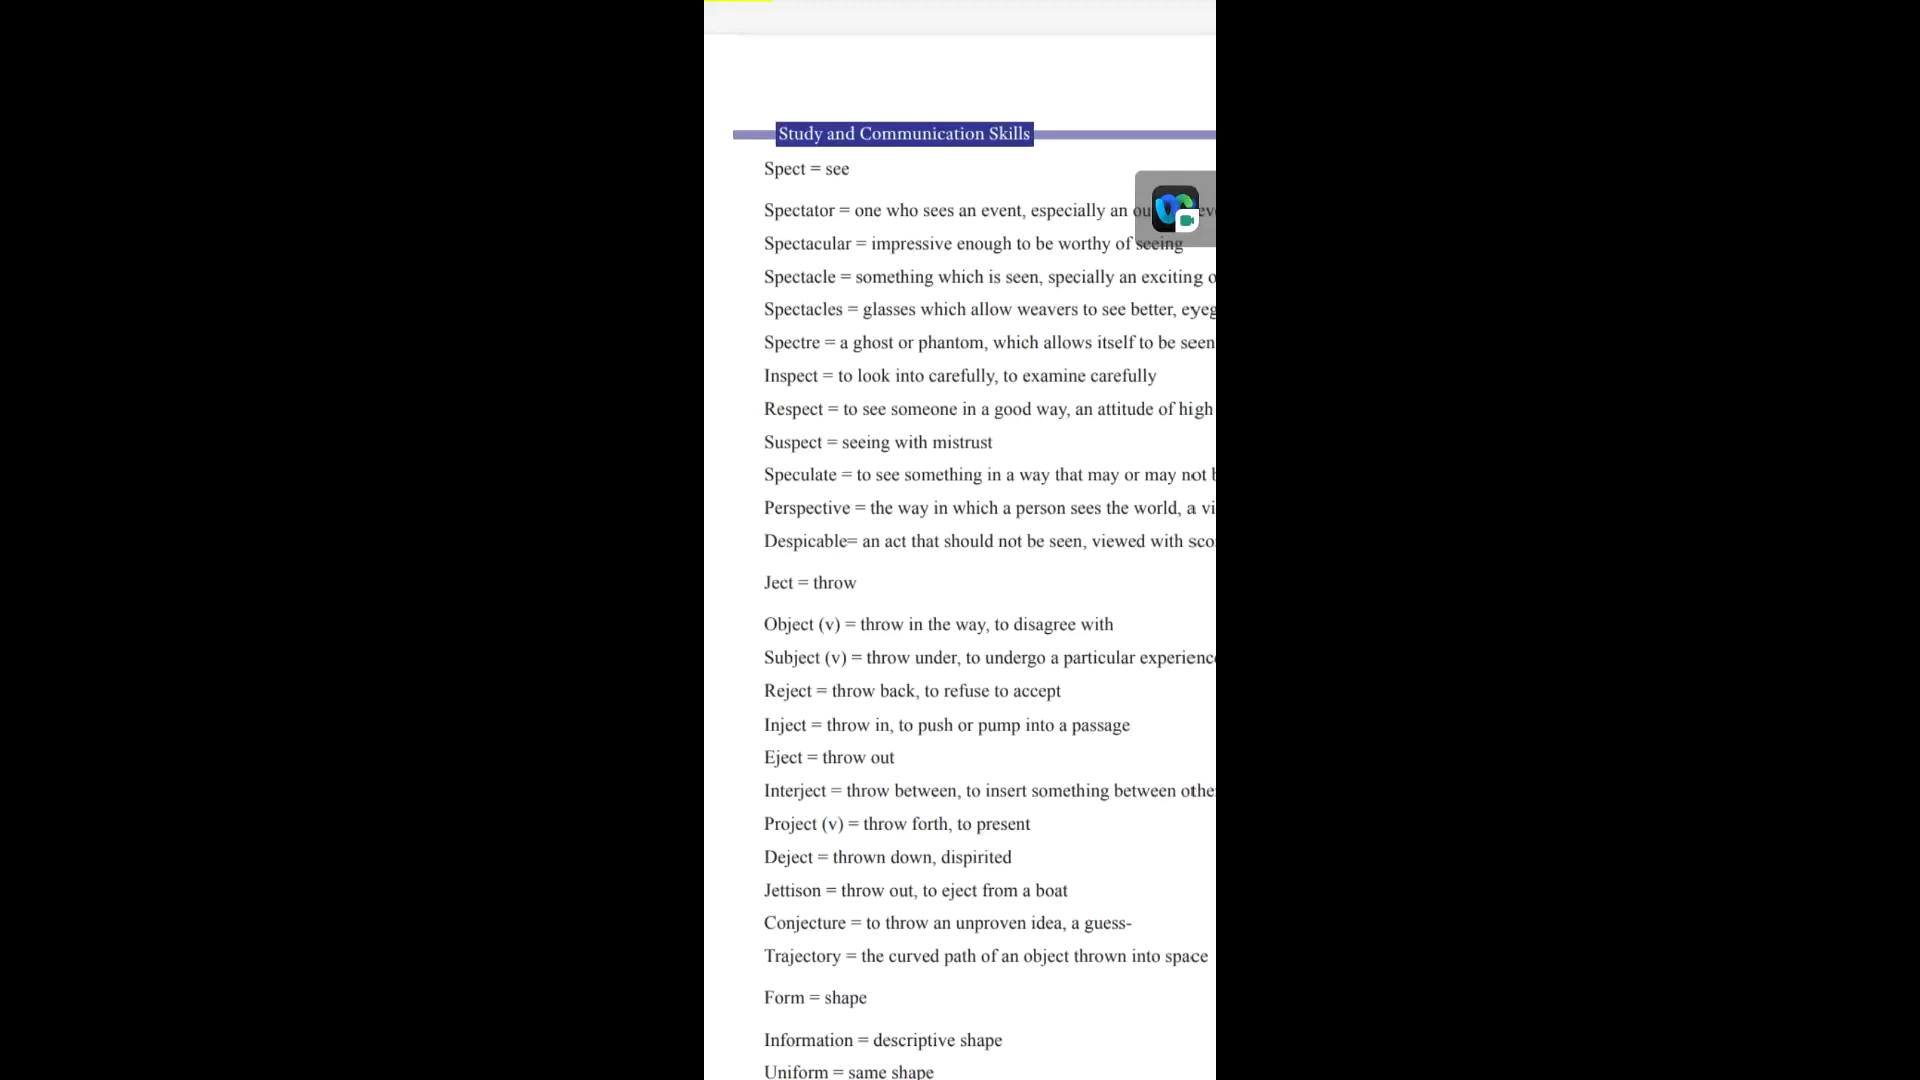 Study and Communication Skills
Spect = see
Spectator = one who sees an event, especially an
Spectacular = impressive enough to be worthy of seeing
Spectacle = something which is seen, specially an exciting
Spectacles = glasses which allow weavers to see better,
Spectre = a ghost or phantom, which allows itself to be seen
Inspect = to look into carefully, to examine carefully
Respect = to see someone in a good way, an attitude of high
Suspect = seeing with mistrust
Speculate = to see something in a way that may or may not
Perspective = the way in which a person sees the world, a
Despicable= an act that should not be seen, viewed with
Ject = throw
Object (v) = throw in the way, to disagree with
Subject (v) = throw under, to undergo a particular
Reject = throw back, to refuse to accept
Inject = throw in, to push or pump into a passage
Eject = throw out
Interject = throw between, to insert something between
Project (v) = throw forth, to present
Deject = thrown down, dispirited
Jettison = throw out, to eject from a boat
Conjecture = to throw an unproven idea, a guess-
Trajectory = the curved path of an object thrown into space
Form = shape
Information = descriptive shape
Uniform = same shape